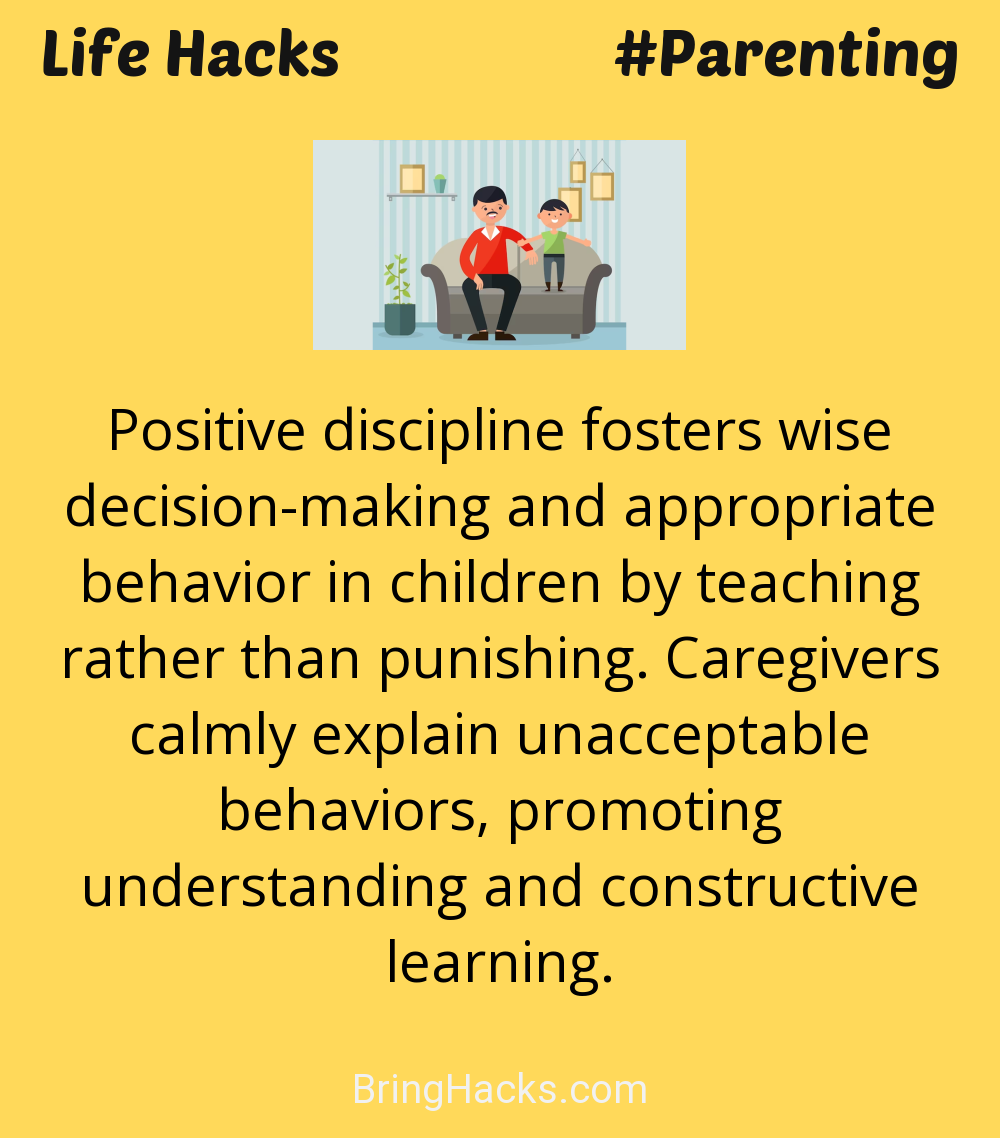 Life Hacks #Parenting
Positive discipline fosters wise
decision-making and appropriate
behavior in children by teaching
rather than punishing. Caregivers
calmly explain unacceptable
behaviors, promoting
understanding and constructive
learning.
BringHacks.com